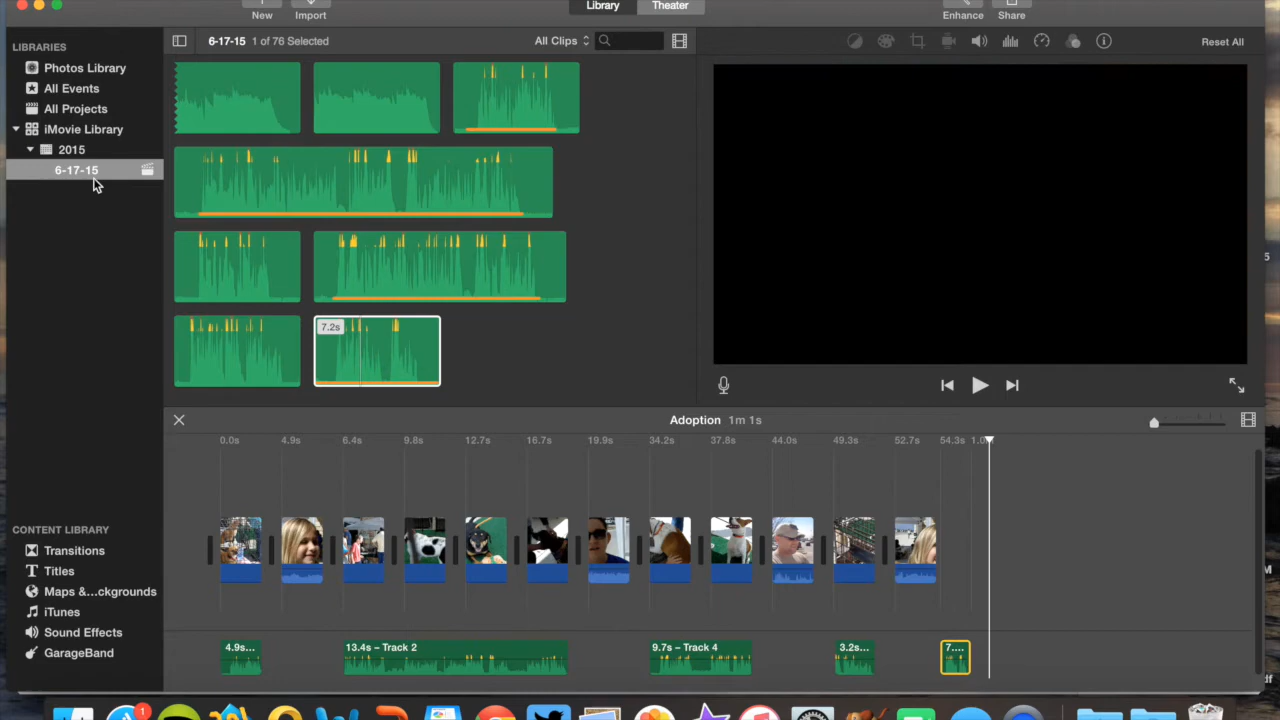 New
Import
Library
Theater
Enhance
Share
LIBRARIES
Photos Library
All Events
All Projects
iMovie Library
2015
6-17-15
6-17-15 1 of 76 Selected
All Clips
Reset All
7.2s
Adoption 1m 1s
0.0s 4.9s 6.4s 9.8s 12.7s 16.7s 19.9s 34.2s 37.8s 44.0s 49.3s 52.7s 54.3s
4.9s...
13.4s – Track 2
9.7s – Track 4
3.2s...
7....
CONTENT LIBRARY
Transitions
Titles
Maps &...ckgrounds
iTunes
Sound Effects
GarageBand
1